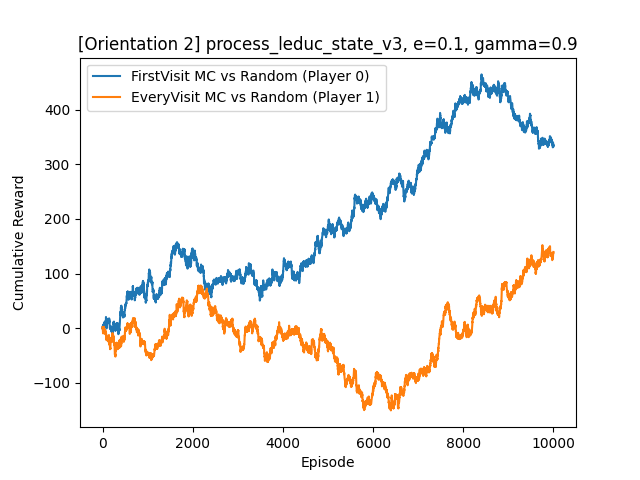 [Orientation 2] process_leduc_state_v3, e=0.1, gamma=0.9
FirstVisit MC vs Random (Player 0)
EveryVisit MC vs Random (Player 1)
400
300
200
100
0
−100
Cumulative Reward
0 2000 4000 6000 8000 10000
Episode